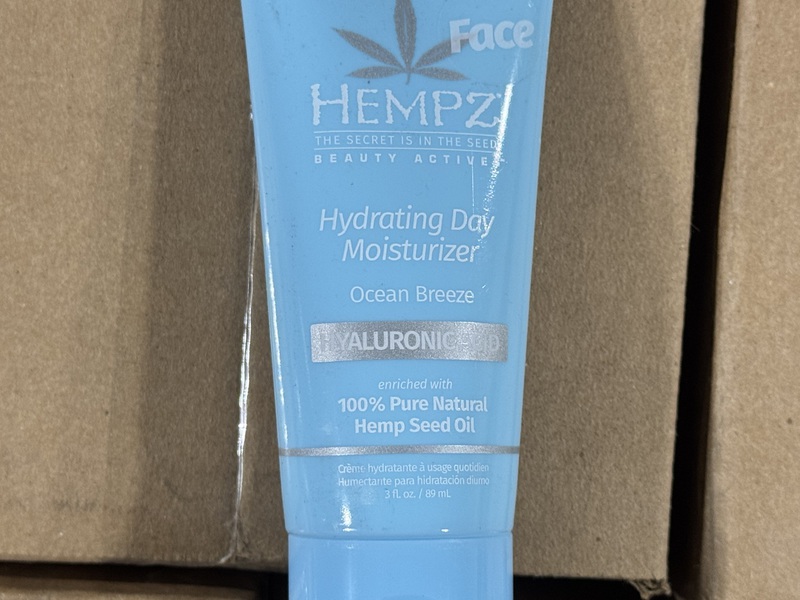 Face
HEMPZ
THE SECRET IS IN THE SEED
BEAUTY ACTIVES
Hydrating Day
Moisturizer
Ocean Breeze
HYALURONIC ACID
enriched with
100% Pure Natural
Hemp Seed Oil
Crème hydratante à usage quotidien
Humectante para hidratación diurno
3 fl. oz. / 89 mL